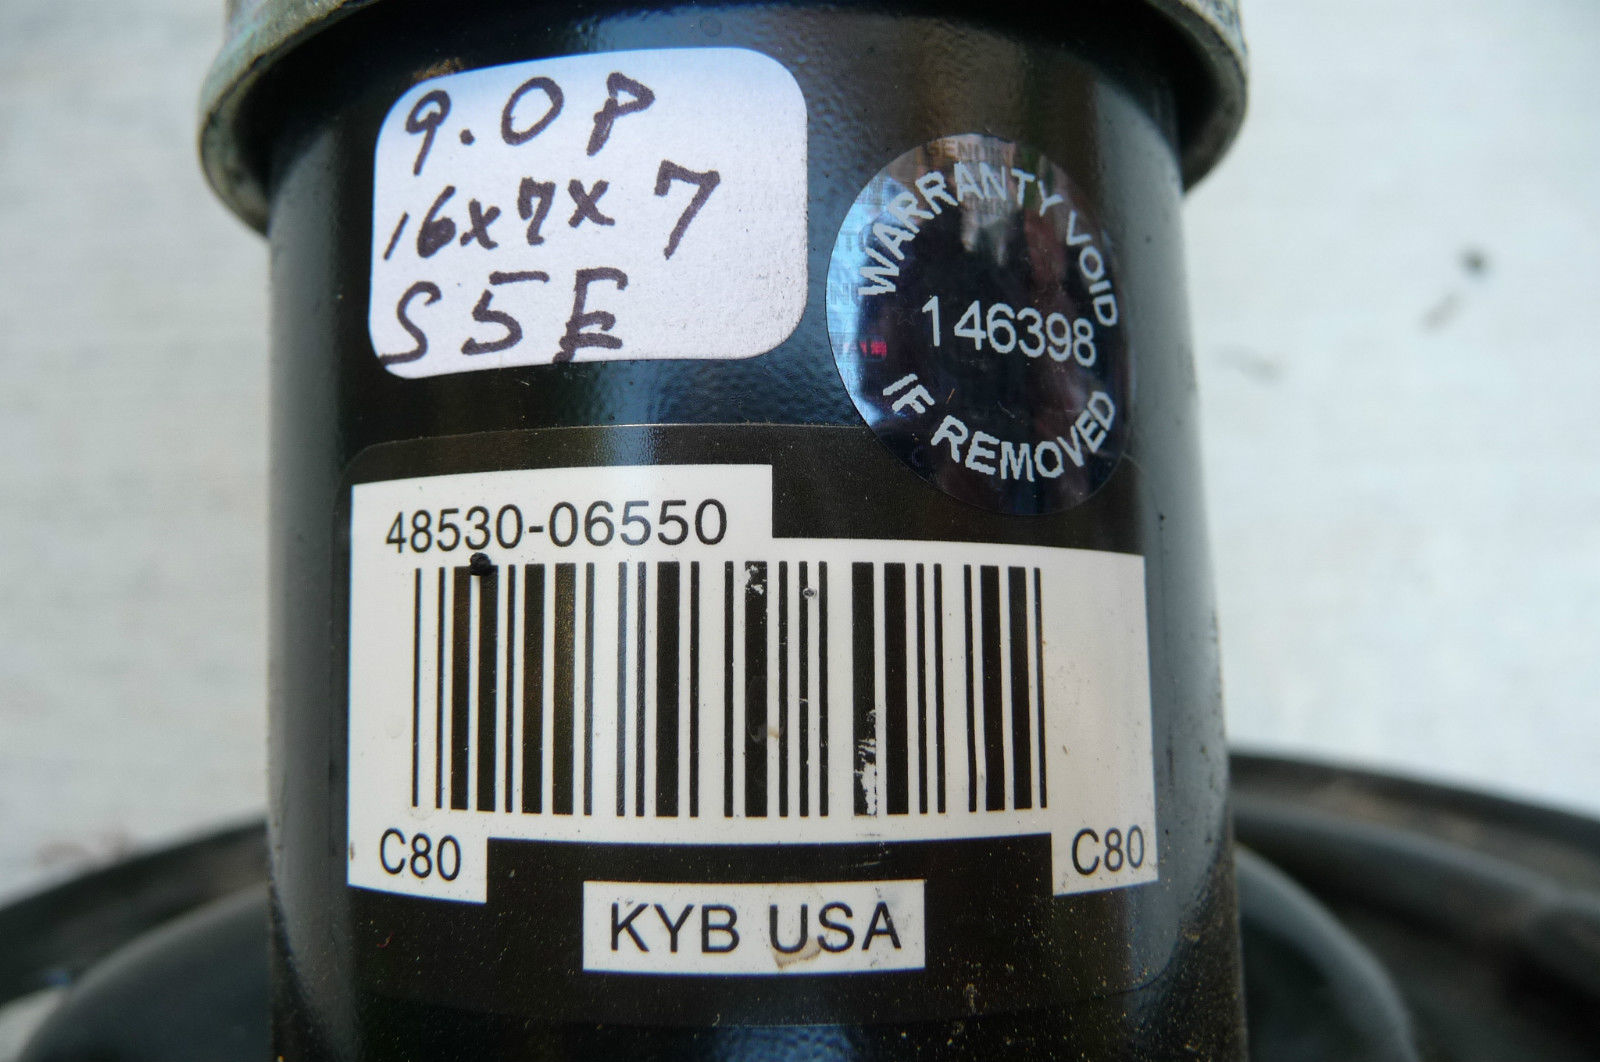 9.0P
16x7x7
S5E
WARRANTY VOID
146398
IF REMOVED
48530-06550
C80 C80
KYB USA